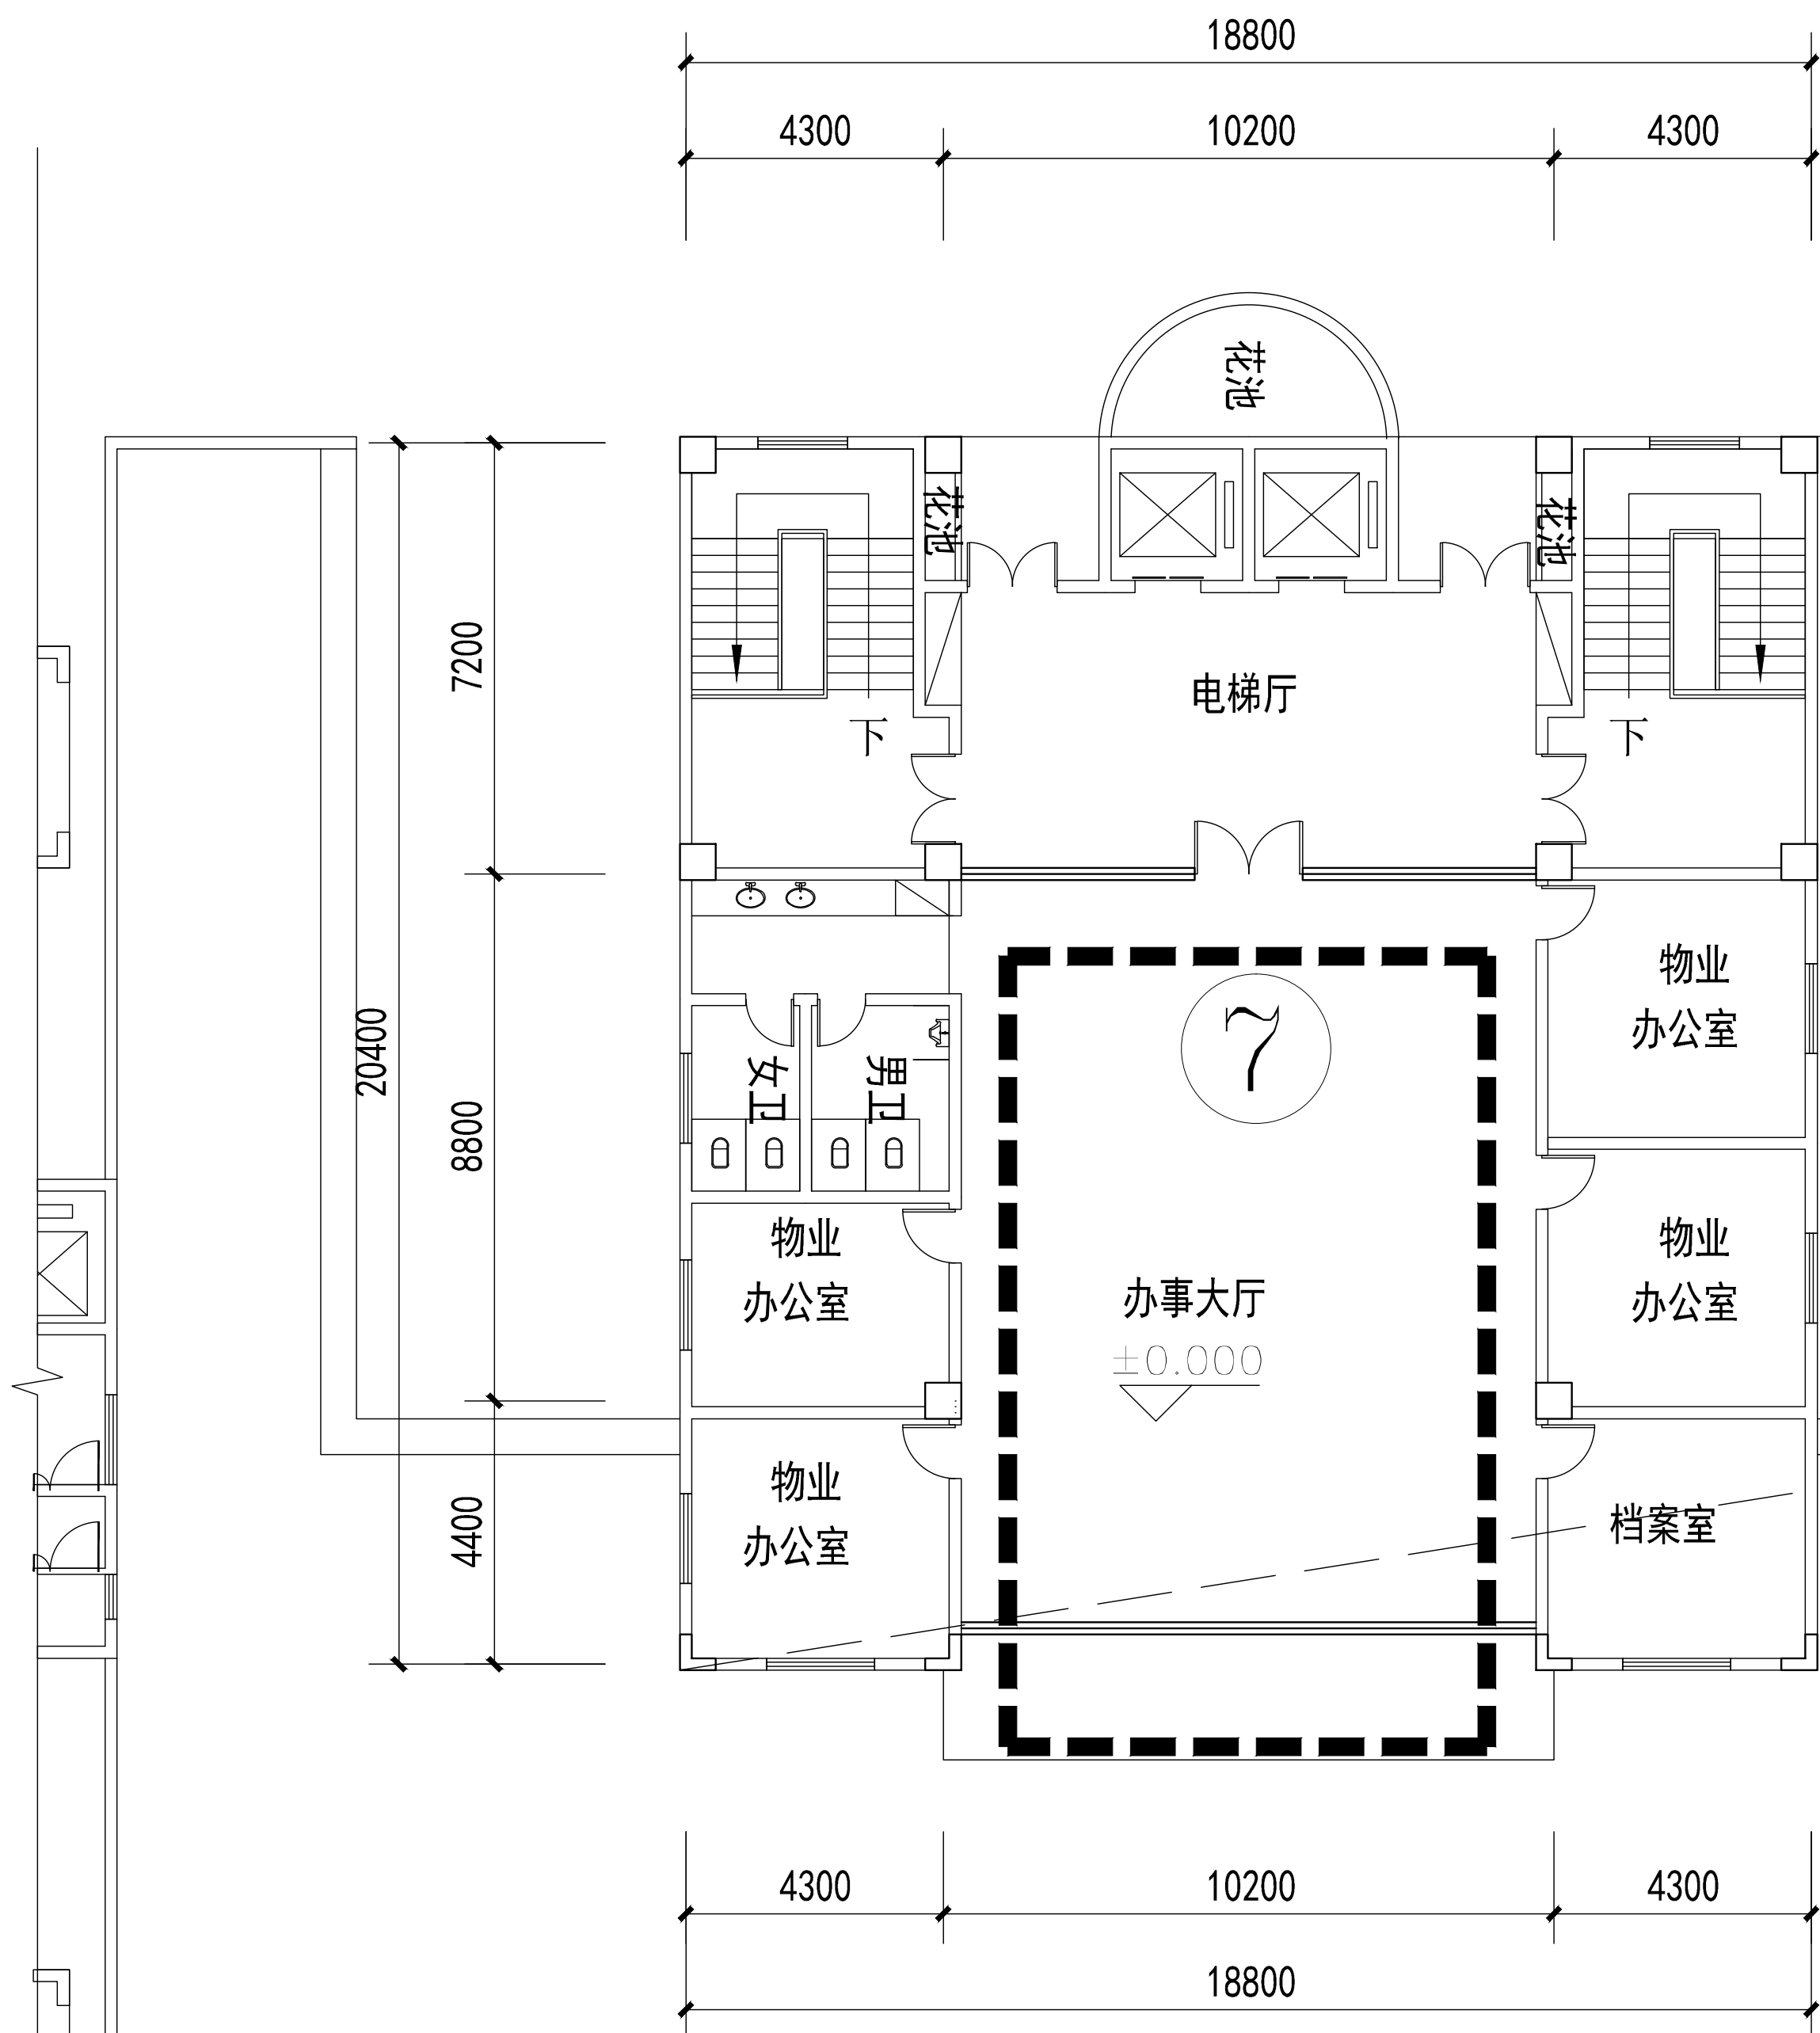 18800
4300
10200
4300
花池
花池
花池
7200
电梯厅
下
下
20400
8800
7
物业
办公室
女卫
男卫
物业
办公室
办事大厅
±0.000
物业
办公室
4400
物业
办公室
档案室
4300
10200
4300
18800